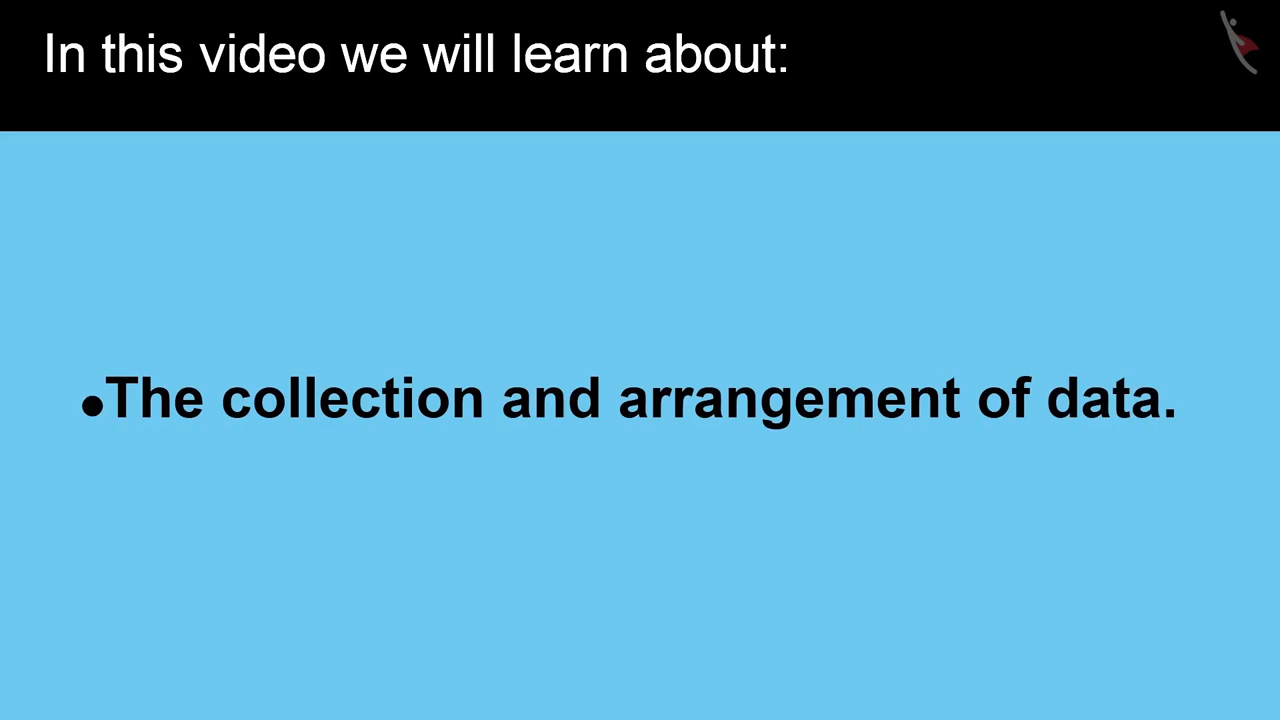 In this video we will learn about:
•The collection and arrangement of data.